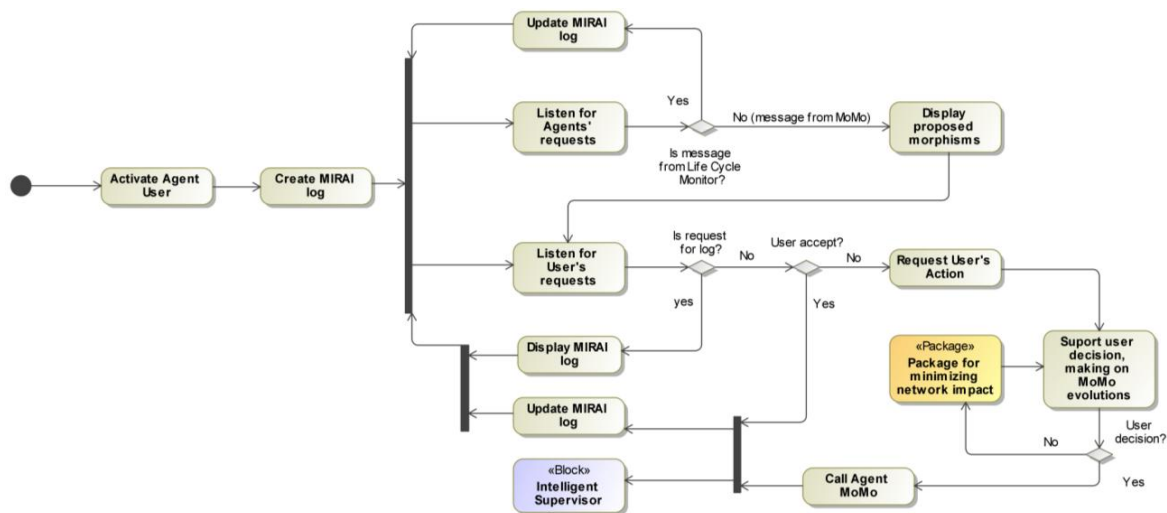 Update MIRAI
log
Listen for
Agents'
requests
Yes
No (message from MoMo)
Is message
from Life Cycle
Monitor?
Display
proposed
morphisms
Activate Agent
User
Create MIRAI
log
Listen for
User's
requests
Is request
for log?
No
yes
User accept?
No
Yes
Request User's
Action
Display MIRAI
log
«Package»
Package for
minimizing
network impact
Suport user
decision,
making on
MoMo
evolutions
Update MIRAI
log
User
decision?
No
Yes
«Block»
Intelligent
Supervisor
Call Agent
MoMo